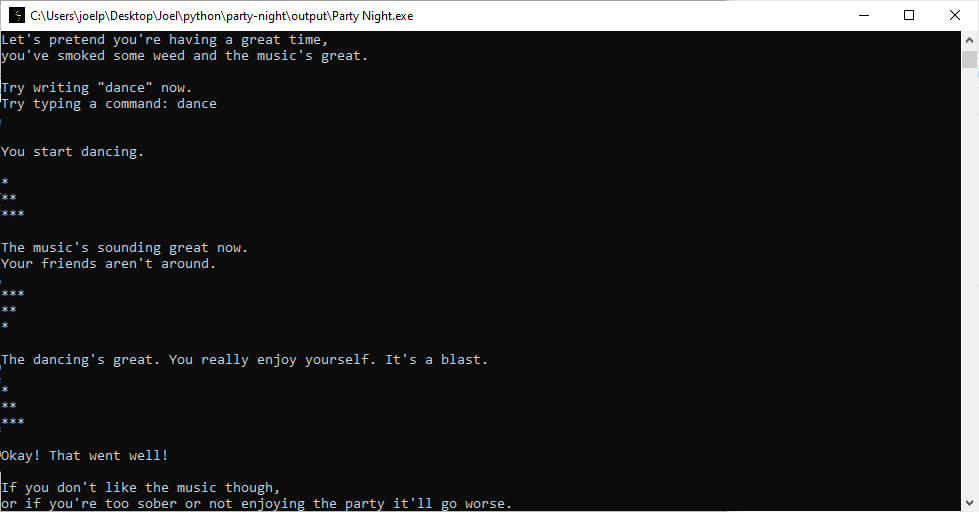 C:\Users\joelp\Desktop\Joel\python\party-night\output\Party Night.exe
Let's pretend you're having a great time,
you've smoked some weed and the music's great.
Try writing "dance" now.
Try typing a command: dance
You start dancing.
*
**
***
The music's sounding great now.
Your friends aren't around.
***
**
*
The dancing's great. You really enjoy yourself. It's a blast.
*
**
***
Okay! That went well!
If you don't like the music though,
or if you're too sober or not enjoying the party it'll go worse.